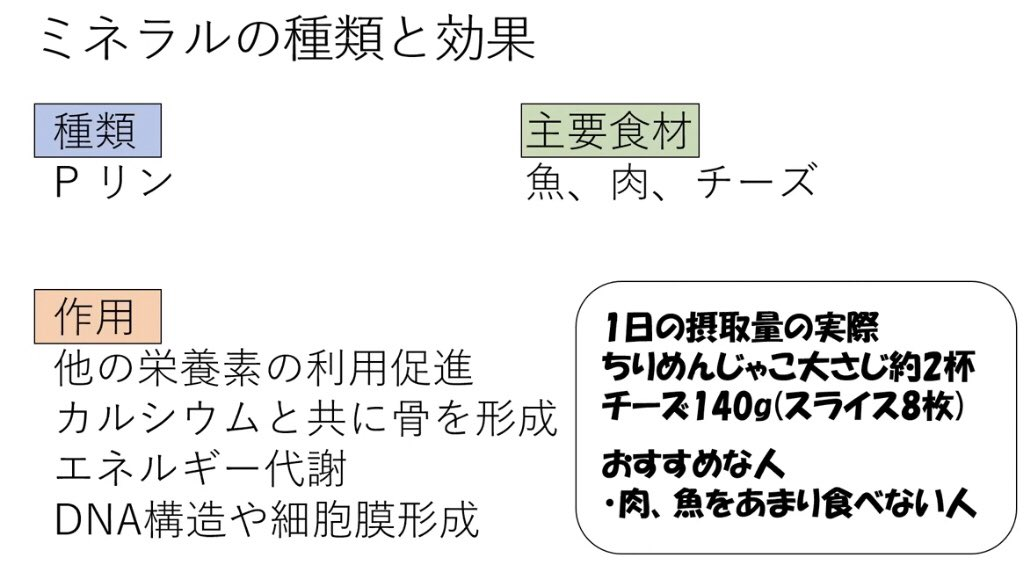 ミネラルの種類と効果
種類
P リン
主要食材
魚、肉、チーズ
作用
他の栄養素の利用促進
カルシウムと共に骨を形成
エネルギー代謝
DNA構造や細胞膜形成
1日の摂取量の実際
ちりめんじゃこ大さじ約2杯
チーズ140g(スライス8枚)
おすすめな人
・肉、魚をあまり食べない人